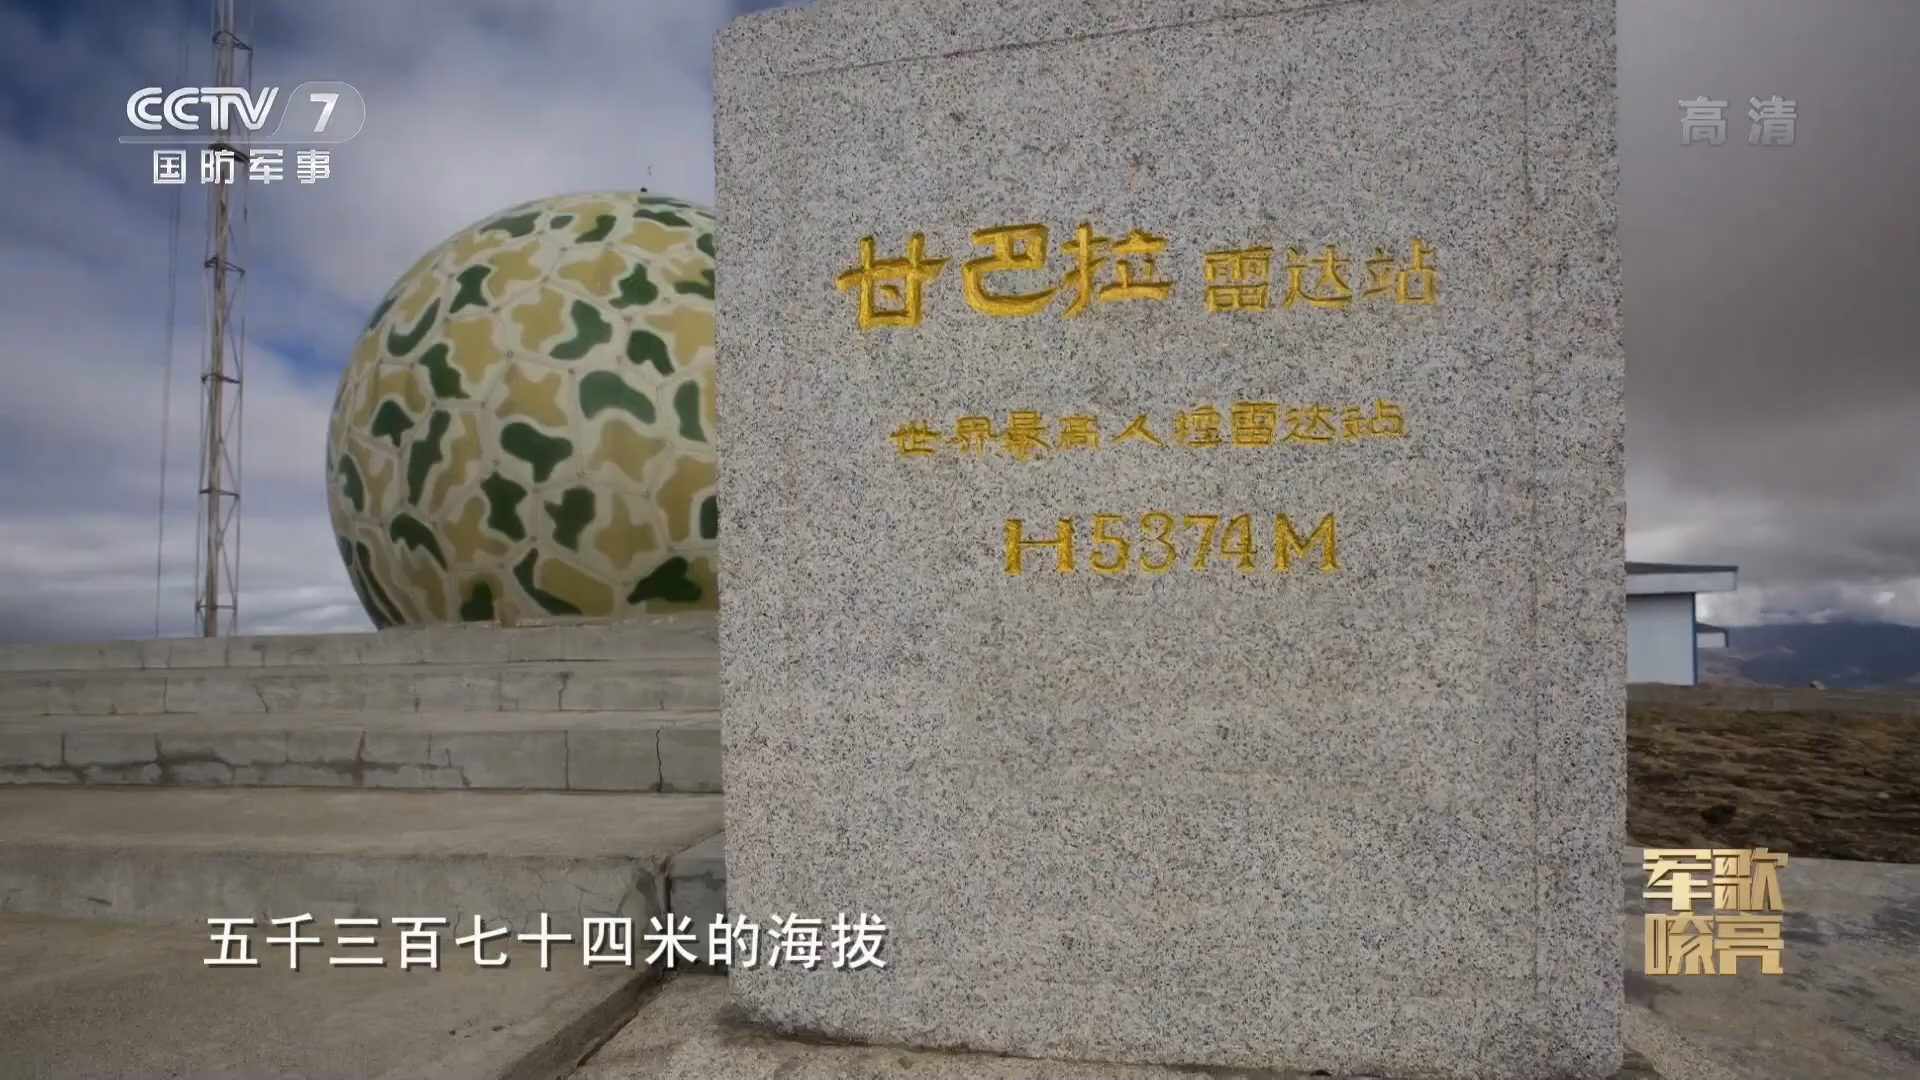 CCTV 7
国防军事
高清
甘巴拉雷达站
世界最高人控雷达站
H5374M
军歌
嘹亮
五千三百七十四米的海拔